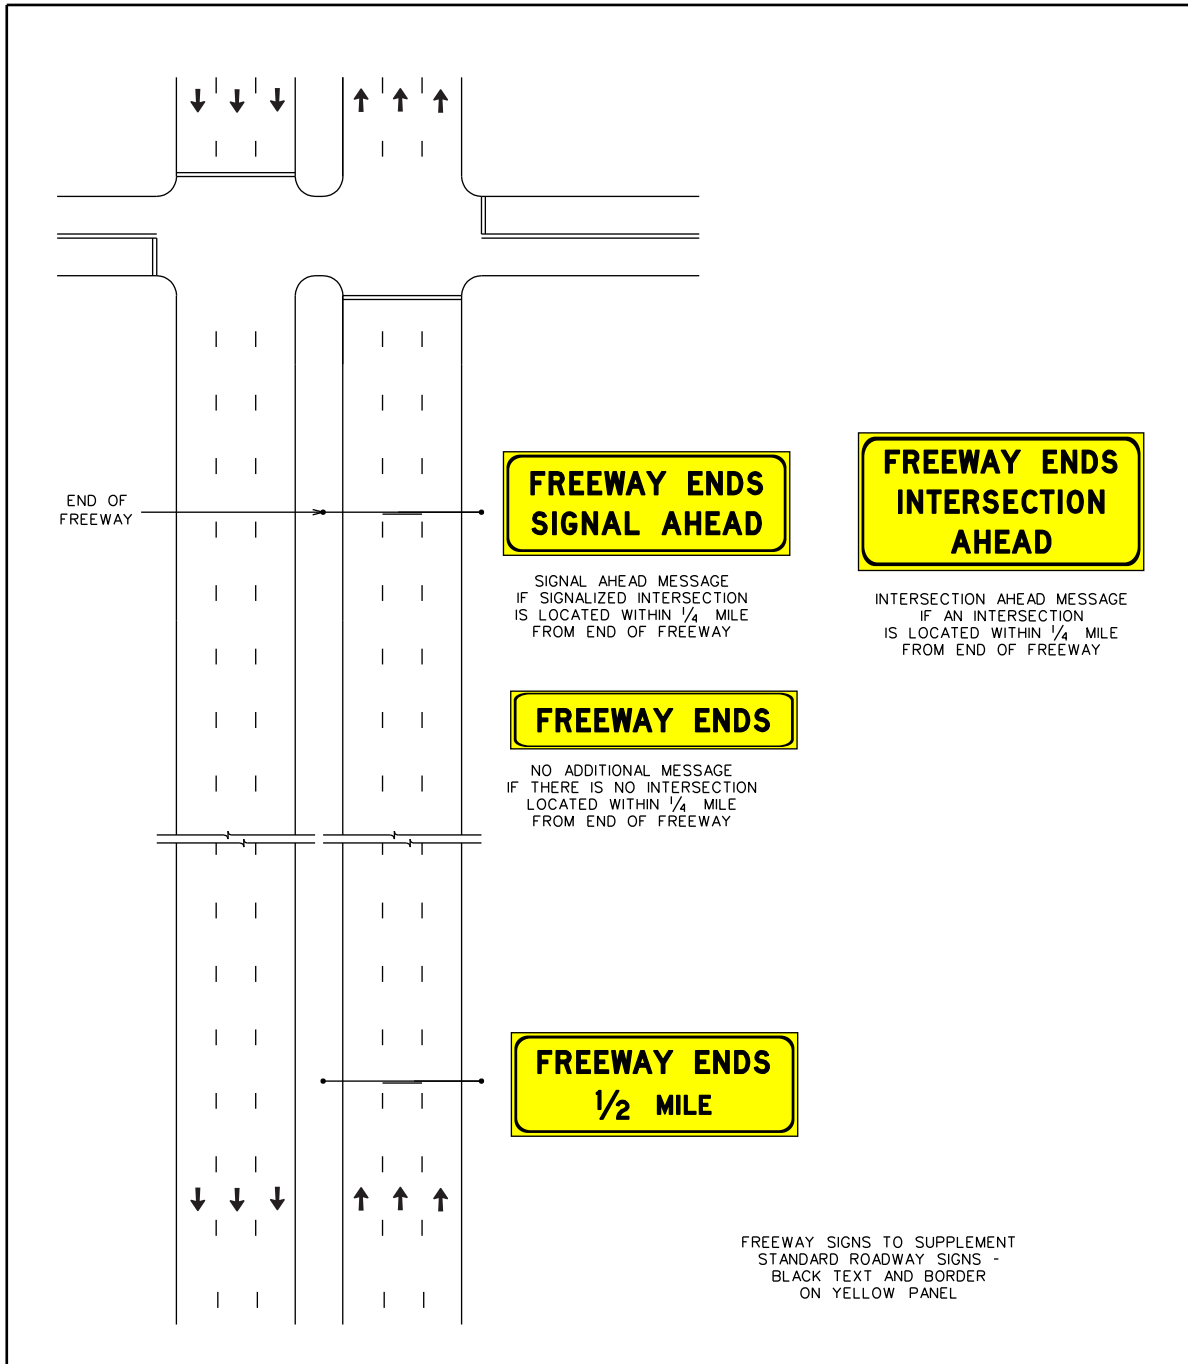 END OF
FREEWAY
FREEWAY ENDS
SIGNAL AHEAD
SIGNAL AHEAD MESSAGE
IF SIGNALIZED INTERSECTION
IS LOCATED WITHIN 1/4 MILE
FROM END OF FREEWAY
FREEWAY ENDS
INTERSECTION
AHEAD
INTERSECTION AHEAD MESSAGE
IF AN INTERSECTION
IS LOCATED WITHIN 1/4 MILE
FROM END OF FREEWAY
FREEWAY ENDS
NO ADDITIONAL MESSAGE
IF THERE IS NO INTERSECTION
LOCATED WITHIN 1/4 MILE
FROM END OF FREEWAY
FREEWAY ENDS
1/2 MILE
FREEWAY SIGNS TO SUPPLEMENT
STANDARD ROADWAY SIGNS -
BLACK TEXT AND BORDER
ON YELLOW PANEL